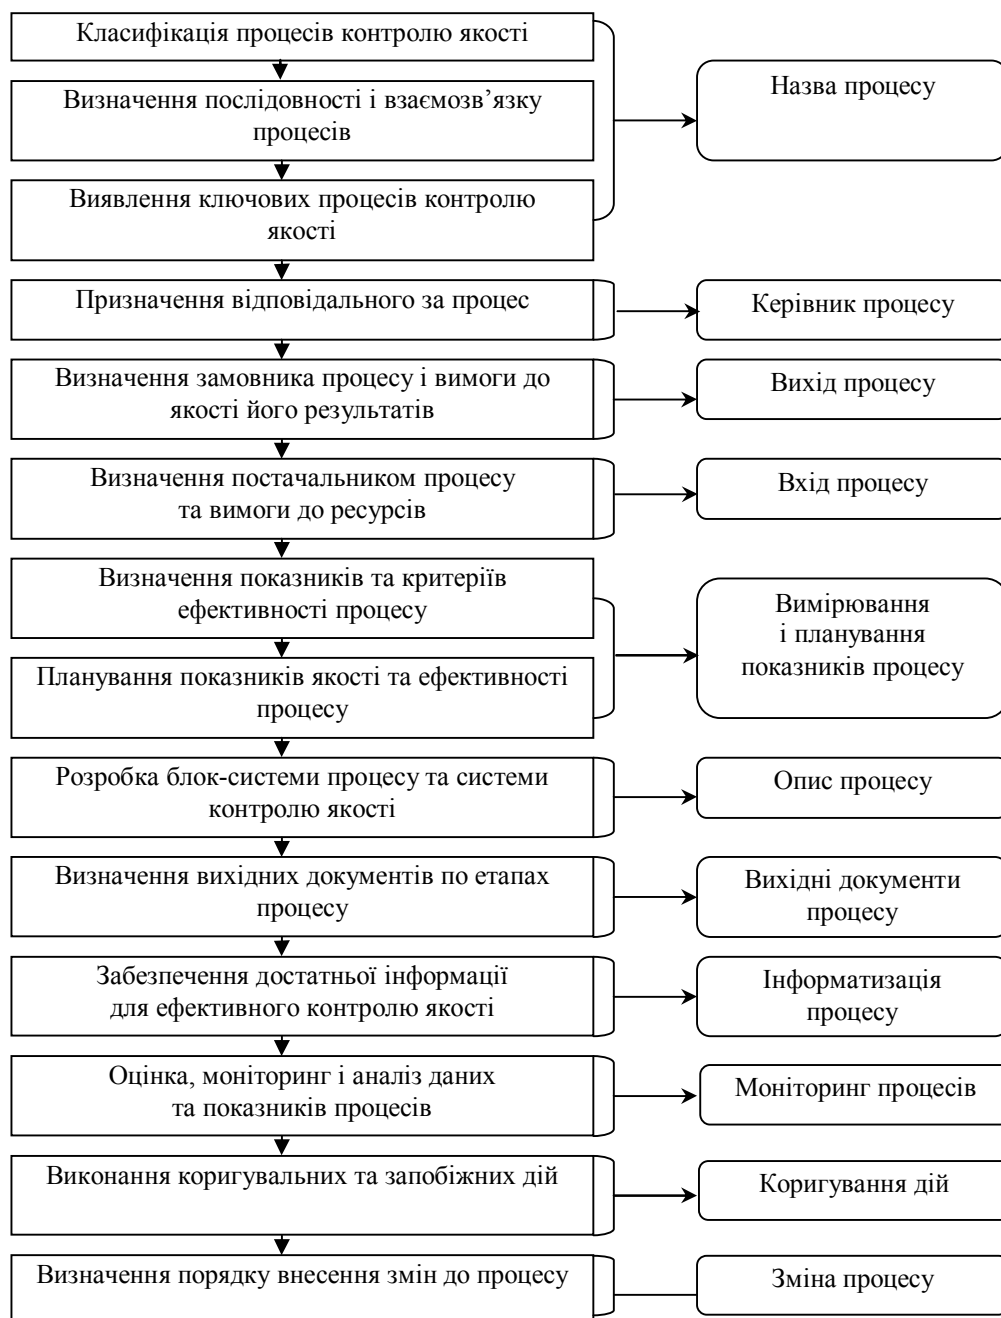 Класифікація процесів контролю якості
Назва процесу
Визначення послідовності і взаємозв’язку
процесів
Виявлення ключових процесів контролю
якості
Призначення відповідального за процес
Керівник процесу
Визначення замовника процесу і вимоги до
якості його результатів
Вихід процесу
Визначення постачальником процесу
та вимоги до ресурсів
Вхід процесу
Визначення показників та критеріїв
ефективності процесу
Вимірювання
і планування
показників процесу
Планування показників якості та ефективності
процесу
Розробка блок-системи процесу та системи
контролю якості
Опис процесу
Визначення вихідних документів по етапах
процесу
Вихідні документи
процесу
Забезпечення достатньої інформації
для ефективного контролю якості
Інформатизація
процесу
Оцінка, моніторинг і аналіз даних
та показників процесів
Моніторинг процесів
Виконання коригувальних та запобіжних дій
Коригування дій
Визначення порядку внесення змін до процесу
Зміна процесу